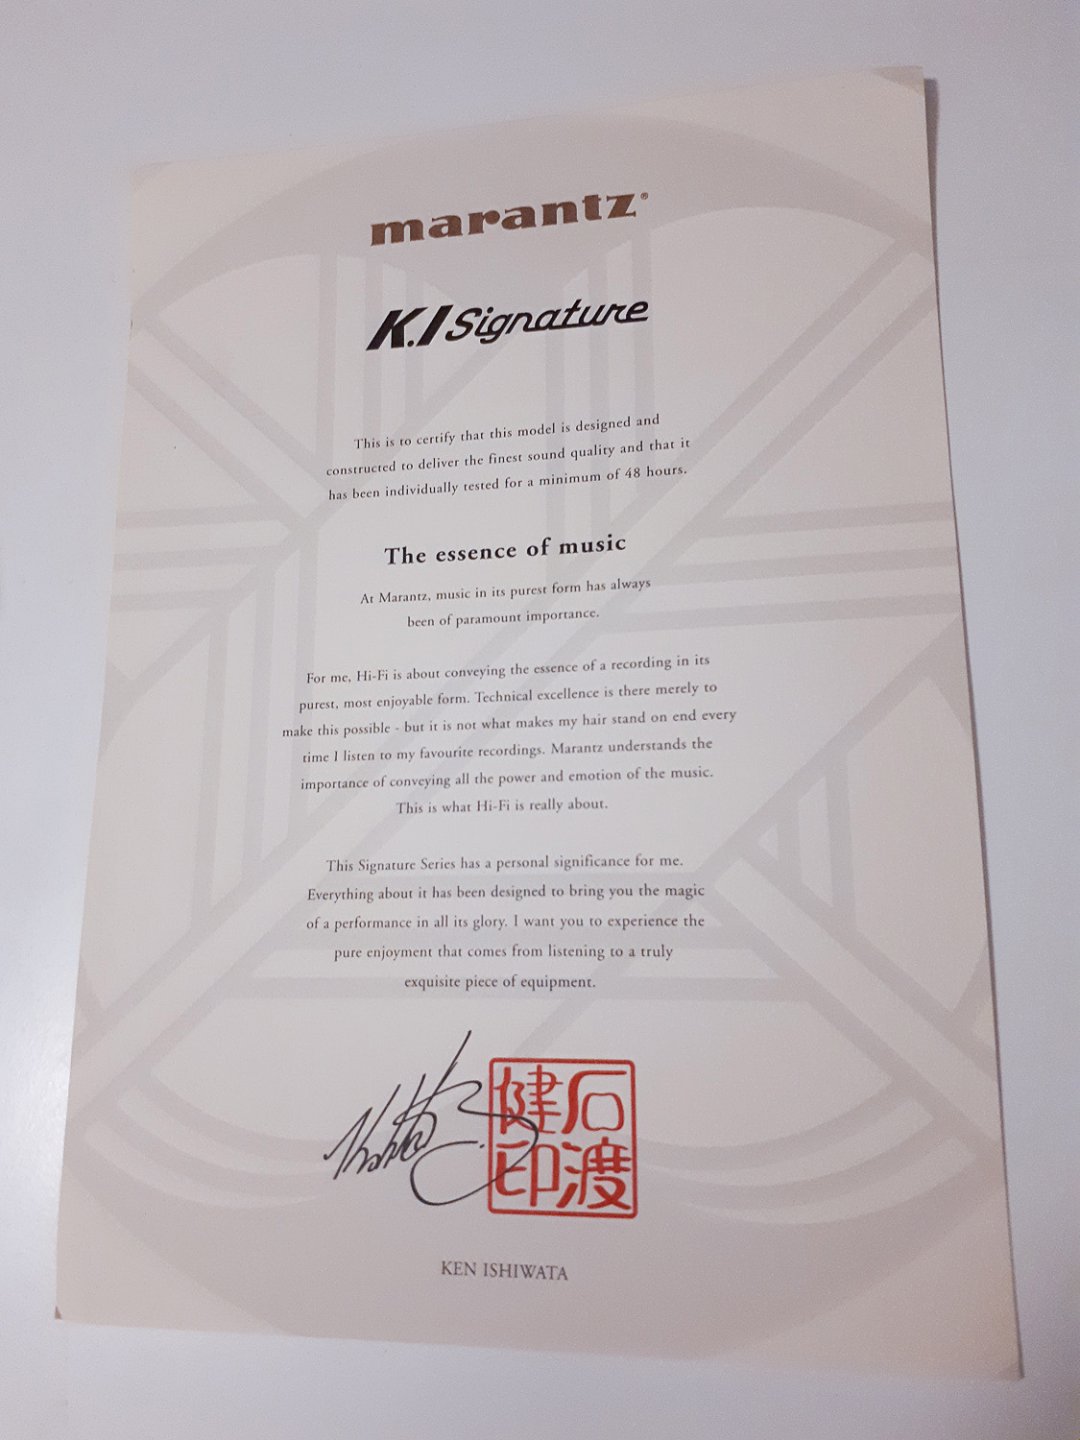 marantz®
K.I Signature
This is to certify that this model is designed and
constructed to deliver the finest sound quality and that it
has been individually tested for a minimum of 48 hours.
The essence of music
At Marantz, music in its purest form has always
been of paramount importance.
For me, Hi-Fi is about conveying the essence of a recording in its
purest, most enjoyable form. Technical excellence is there merely to
make this possible - but it is not what makes my hair stand on end every
time I listen to my favourite recordings. Marantz understands the
importance of conveying all the power and emotion of the music.
This is what Hi-Fi is really about.
This Signature Series has a personal significance for me.
Everything about it has been designed to bring you the magic
of a performance in all its glory. I want you to experience the
pure enjoyment that comes from listening to a truly
exquisite piece of equipment.
石渡
健印
KEN ISHIWATA